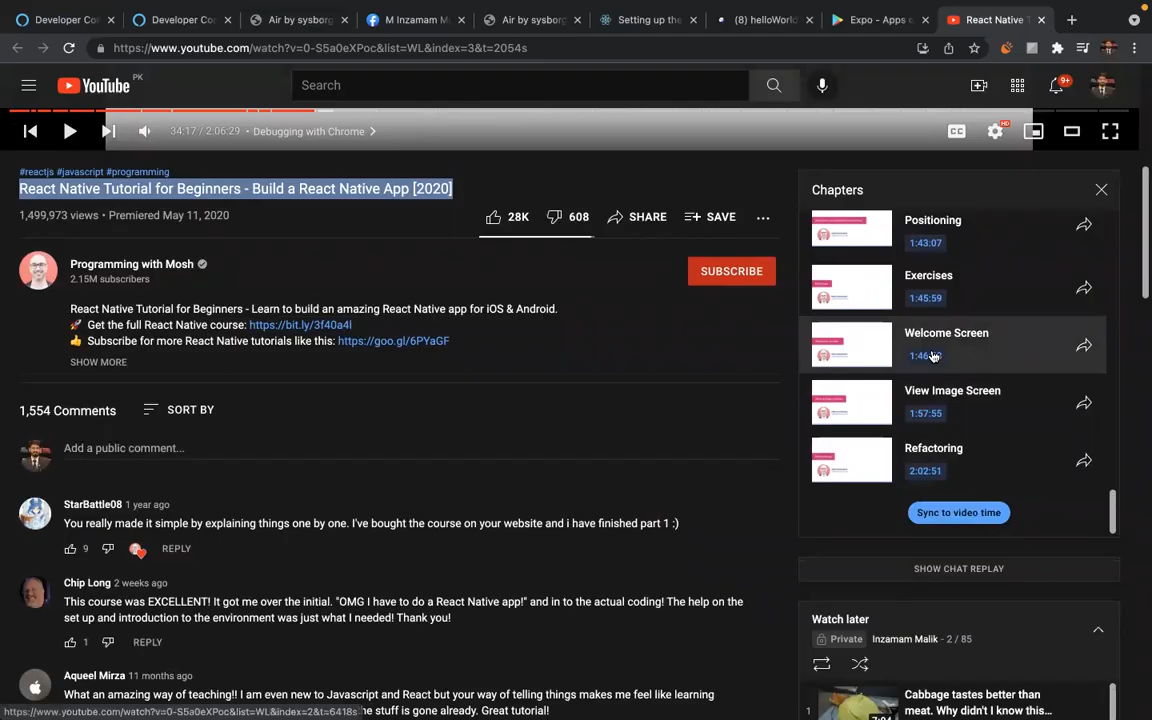 Developer Co
Developer Co
Air by sysborg
M Inzamam M
Air by sysborg
Setting up the
(8) helloWorl
Expo - Apps o
React Native T
https://www.youtube.com/watch?v=0-S5a0eXPoc&list=WL&index=3&t=2054s
YouTube PK
Search
9+
34:17 / 2:06:29 • Debugging with Chrome
CC
HD
#reactjs #javascript #programming
React Native Tutorial for Beginners - Build a React Native App [2020]
1,499,973 views • Premiered May 11, 2020
28K
608
SHARE
SAVE
Programming with Mosh
2.15M subscribers
SUBSCRIBE
React Native Tutorial for Beginners - Learn to build an amazing React Native app for iOS & Android.
🚀 Get the full React Native course: https://bit.ly/3f40a4l
👍 Subscribe for more React Native tutorials like this: https://goo.gl/6PYaGF
SHOW MORE
1,554 Comments
SORT BY
Add a public comment...
StarBattle08 1 year ago
You really made it simple by explaining things one by one. I've bought the course on your website and i have finished part 1 :)
9
REPLY
Chip Long 2 weeks ago
This course was EXCELLENT! It got me over the initial. "OMG I have to do a React Native app!" and in to the actual coding! The help on the
set up and introduction to the environment was just what I needed! Thank you!
1
REPLY
Aqueel Mirza 11 months ago
What an amazing way of teaching!! I am even new to Javascript and React but your way of telling things makes me feel like learning
he stuff is gone already. Great tutorial!
https://www.youtube.com/watch?v=0-S5a0eXPoc&list=WL&index=2&t=6418s
Chapters
Positioning
1:43:07
Exercises
1:45:59
Welcome Screen
View Image Screen
1:57:55
Refactoring
2:02:51
Sync to video time
SHOW CHAT REPLAY
Watch later
Private
Inzamam Malik - 2 / 85
1
Cabbage tastes better than
meat. Why didn't I know this...
7:04